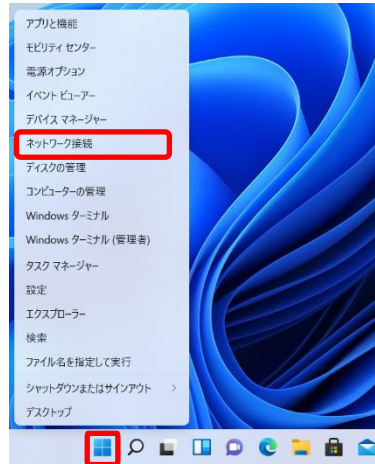 アプリと機能
モビリティ センター
電源オプション
イベント ビューアー
デバイス マネージャー
ネットワーク接続
ディスクの管理
コンピューターの管理
Windows ターミナル
Windows ターミナル (管理者)
タスク マネージャー
設定
エクスプローラー
検索
ファイル名を指定して実行
シャットダウンまたはサインアウト
デスクトップ